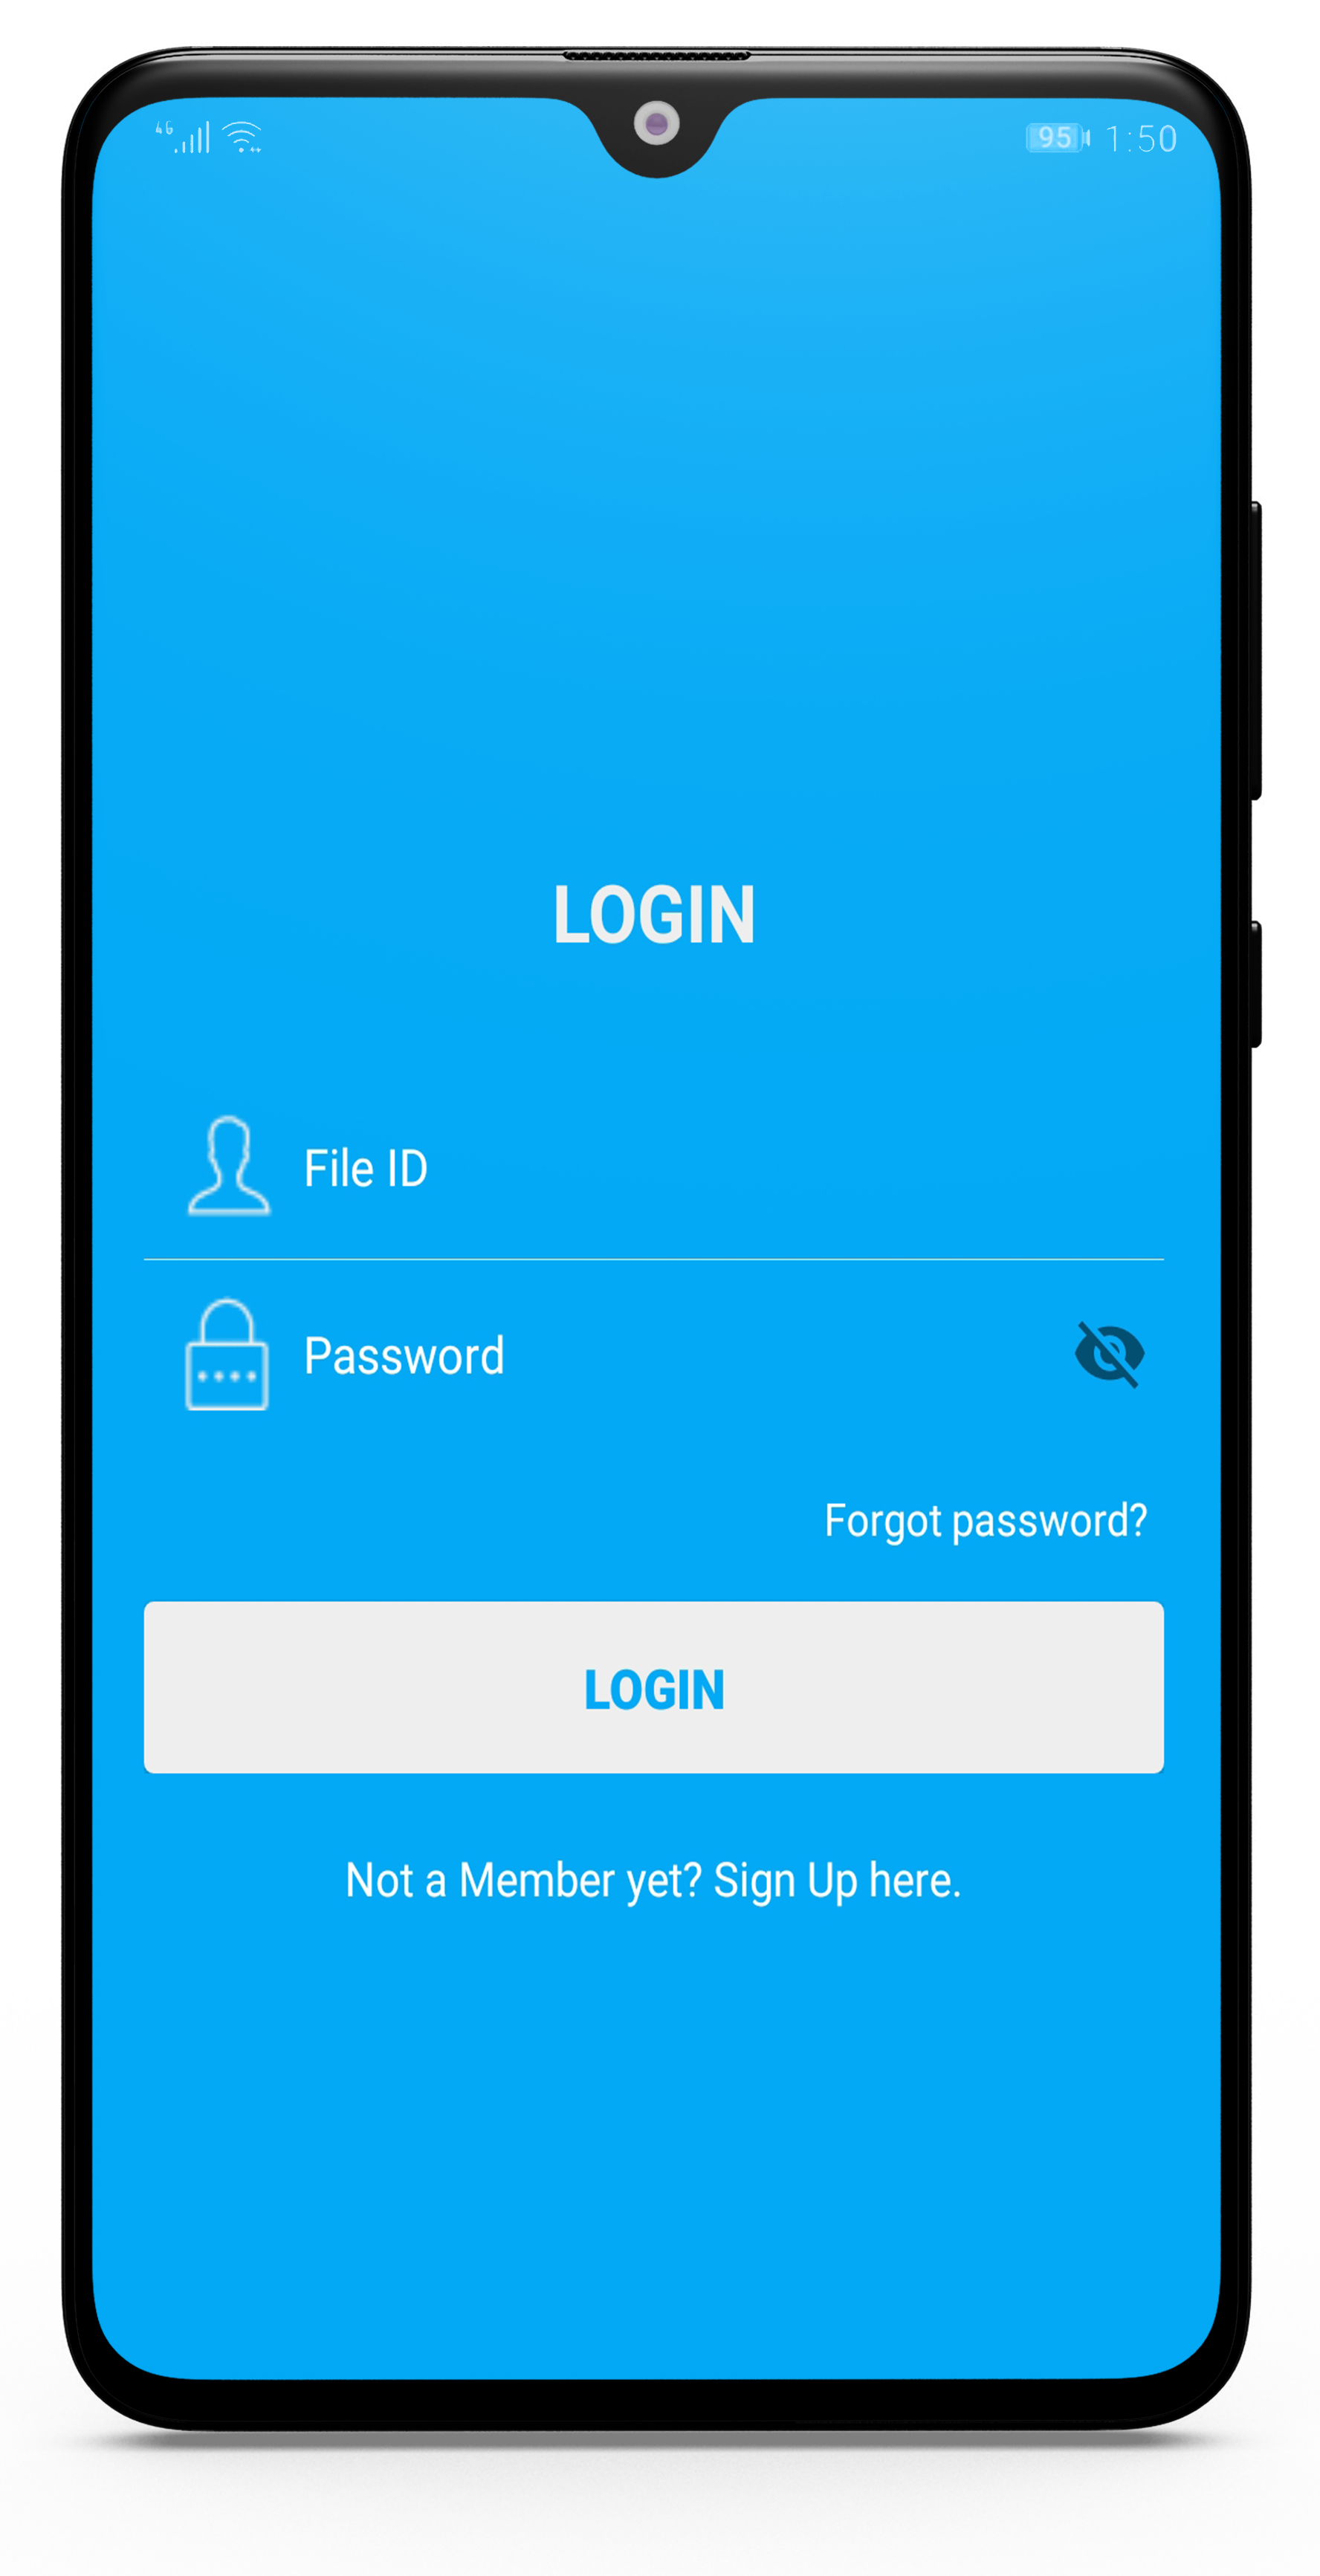 4G 95 1:50
LOGIN
File ID
Password
Forgot password?
LOGIN
Not a Member yet? Sign Up here.